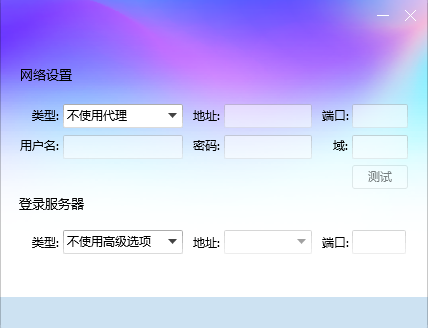 网络设置
类型: 不使用代理 地址: 端口:
用户名: 密码: 域:
测试
登录服务器
类型: 不使用高级选项 地址: 端口: